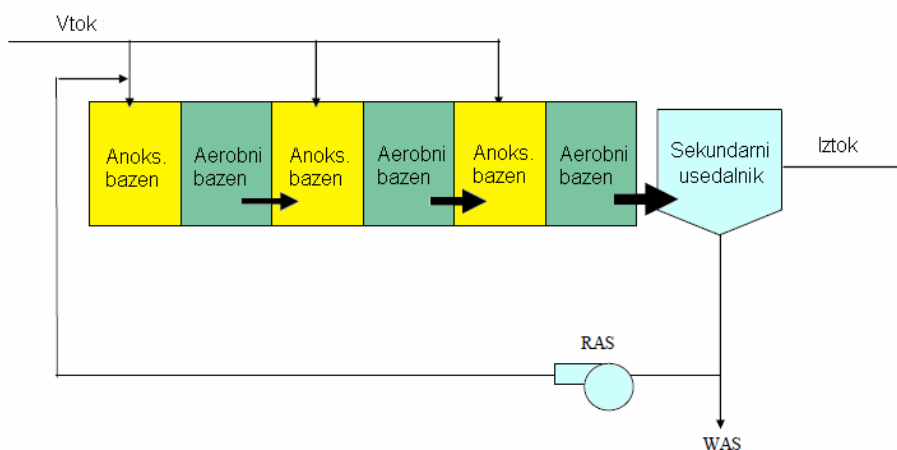 Vtok
Anoks.
bazen
Aerobni
bazen
Anoks.
bazen
Aerobni
bazen
Anoks.
bazen
Aerobni
bazen
Sekundarni
usedalnik
Iztok
RAS
WAS